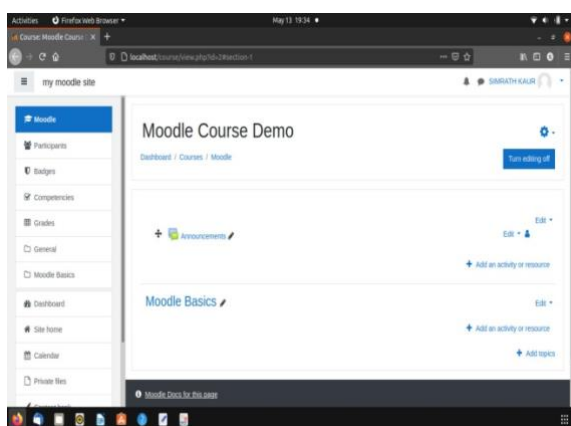 Activities Firefox Web Browser May 13 19:34
Course: Moodle Course X +
localhost/course/view.php?id=2#section-1
my moodle site SIMRATH KAUR
Moodle
Participants
Badges
Competencies
Grades
General
Moodle Basics
Dashboard
Site home
Calendar
Private files
Moodle Course Demo
Dashboard / Courses / Moodle
Turn editing off
Edit
Announcements Edit
+ Add an activity or resource
Moodle Basics Edit
+ Add an activity or resource
+ Add topics
Moodle Docs for this page